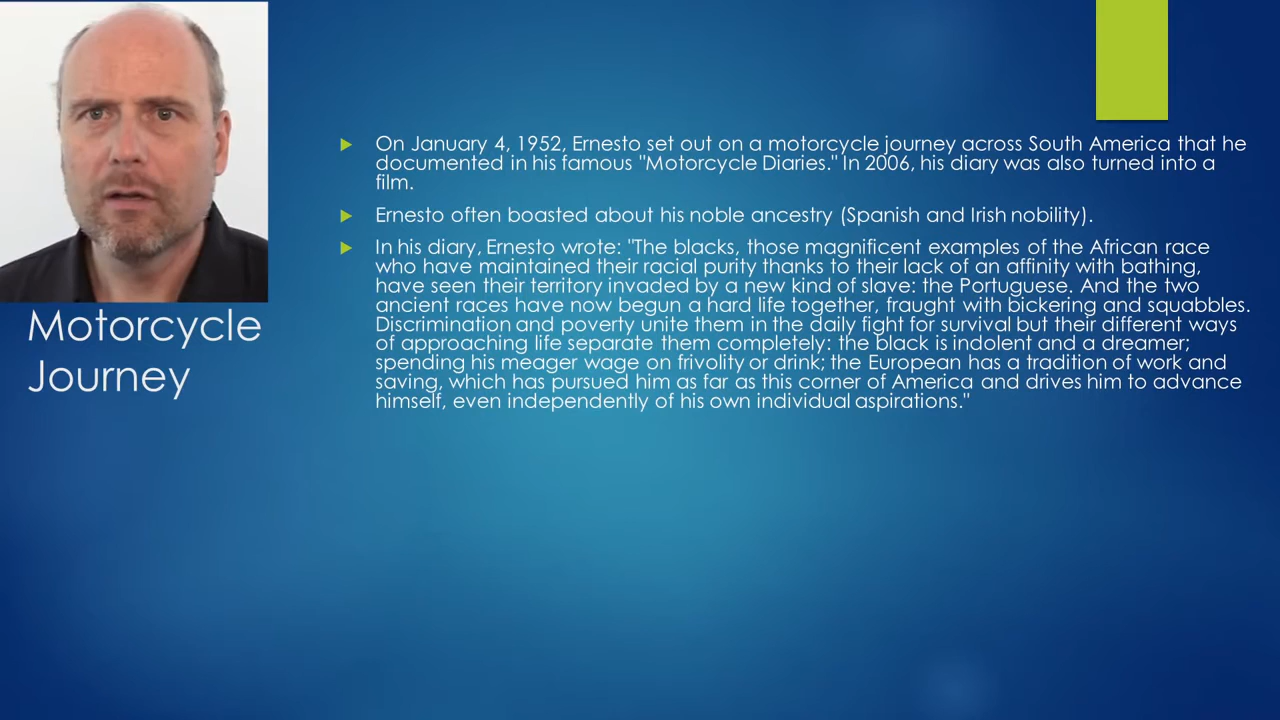 Motorcycle
Journey
On January 4, 1952, Ernesto set out on a motorcycle journey across South America that he
documented in his famous "Motorcycle Diaries." In 2006, his diary was also turned into a
film.
Ernesto often boasted about his noble ancestry (Spanish and Irish nobility).
In his diary, Ernesto wrote: "The blacks, those magnificent examples of the African race
who have maintained their racial purity thanks to their lack of an affinity with bathing,
have seen their territory invaded by a new kind of slave: the Portuguese. And the two
ancient races have now begun a hard life together, fraught with bickering and squabbles.
Discrimination and poverty unite them in the daily fight for survival but their different ways
of approaching life separate them completely: the black is indolent and a dreamer;
spending his meager wage on frivolity or drink; the European has a tradition of work and
saving, which has pursued him as far as this corner of America and drives him to advance
himself, even independently of his own individual aspirations."